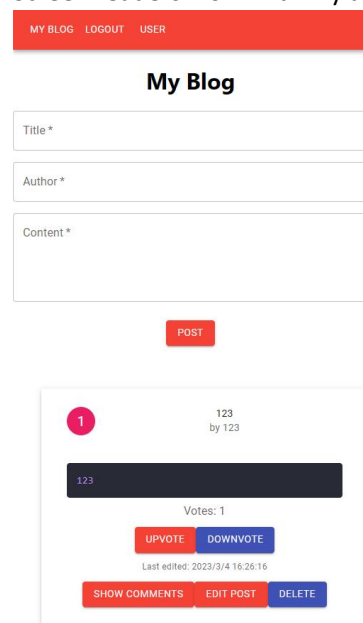 MY BLOG LOGOUT USER
My Blog
Title *
Author *
Content *
POST
1
123
by 123
123
Votes: 1
UPVOTE DOWNVOTE
Last edited: 2023/3/4 16:26:16
SHOW COMMENTS EDIT POST DELETE